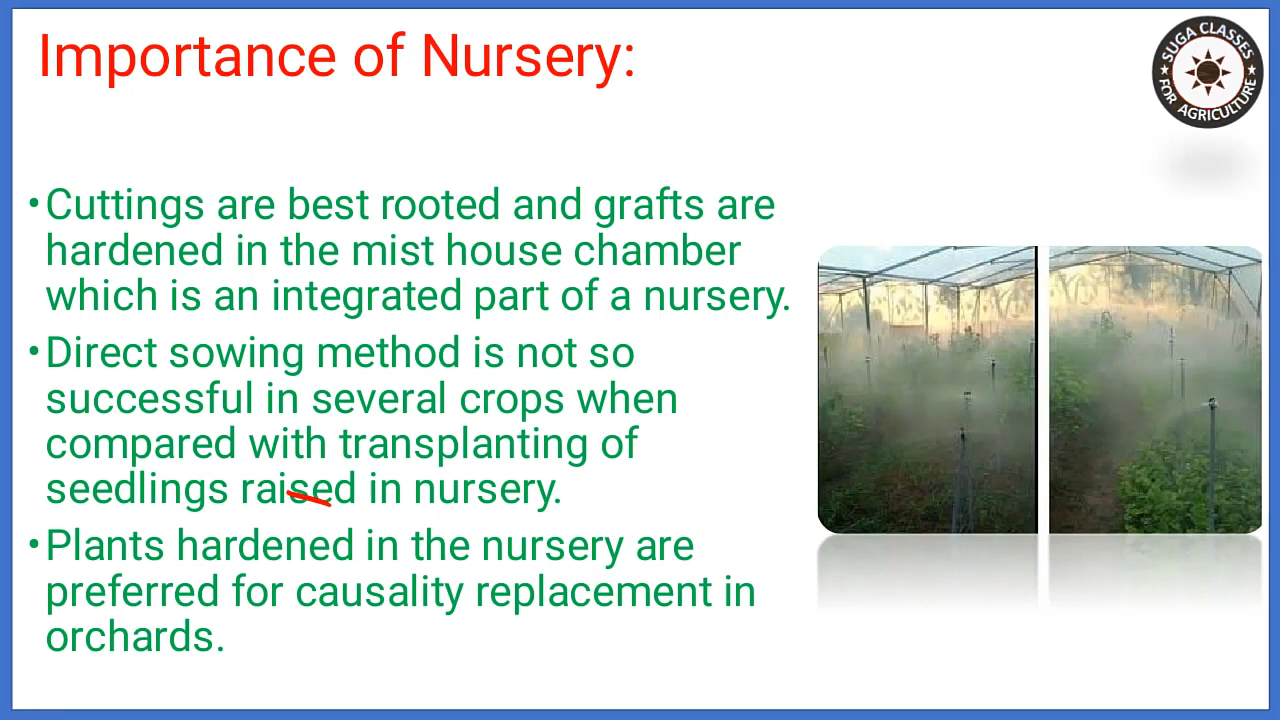 Importance of Nursery:
SUGA CLASSES
FOR AGRICULTURE
• Cuttings are best rooted and grafts are
hardened in the mist house chamber
which is an integrated part of a nursery.
• Direct sowing method is not so
successful in several crops when
compared with transplanting of
seedlings raised in nursery.
• Plants hardened in the nursery are
preferred for causality replacement in
orchards.